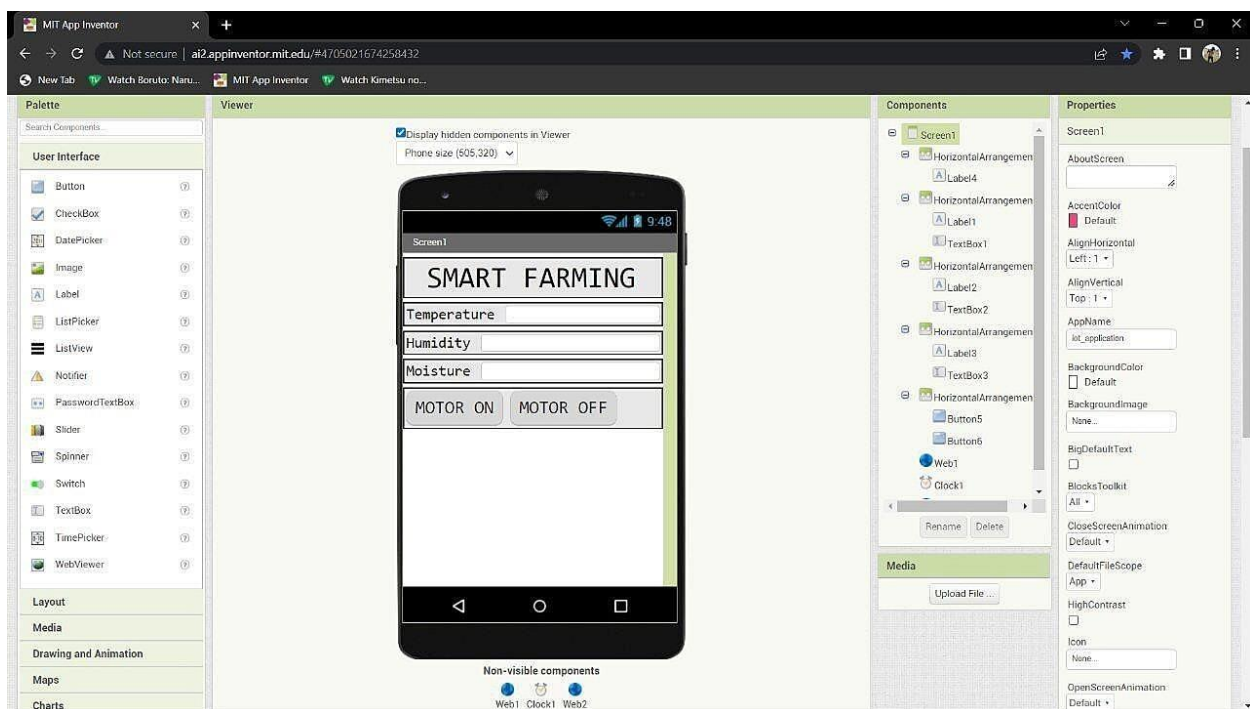 MIT App Inventor
Not secure | ai2.appinventor.mit.edu/#4705021674258432
New Tab Watch Boruto: Naru... MIT App Inventor Watch Kimetsu no...
Palette
Search Components...
User Interface
Button
CheckBox
DatePicker
Image
Label
ListPicker
ListView
Notifier
PasswordTextBox
Slider
Spinner
Switch
TextBox
TimePicker
WebViewer
Layout
Media
Drawing and Animation
Maps
Charts
Viewer
Display hidden components in Viewer
Phone size (505,320)
9:48
Screen1
SMART FARMING
Temperature
Humidity
Moisture
MOTOR ON MOTOR OFF
Non-visible components
Web1 Clock1 Web2
Components
Screen1
HorizontalArrangemen
Label4
HorizontalArrangemen
Label1
TextBox1
HorizontalArrangemen
Label2
TextBox2
HorizontalArrangemen
Label3
TextBox3
HorizontalArrangemen
Button5
Button6
Web1
Clock1
Rename Delete
Media
Upload File ...
Properties
Screen1
AboutScreen
AccentColor
Default
AlignHorizontal
Left : 1
AlignVertical
Top : 1
AppName
iot_application
BackgroundColor
Default
BackgroundImage
None...
BigDefaultText
BlocksToolkit
All
CloseScreenAnimation
Default
DefaultFileScope
App
HighContrast
Icon
None...
OpenScreenAnimation
Default